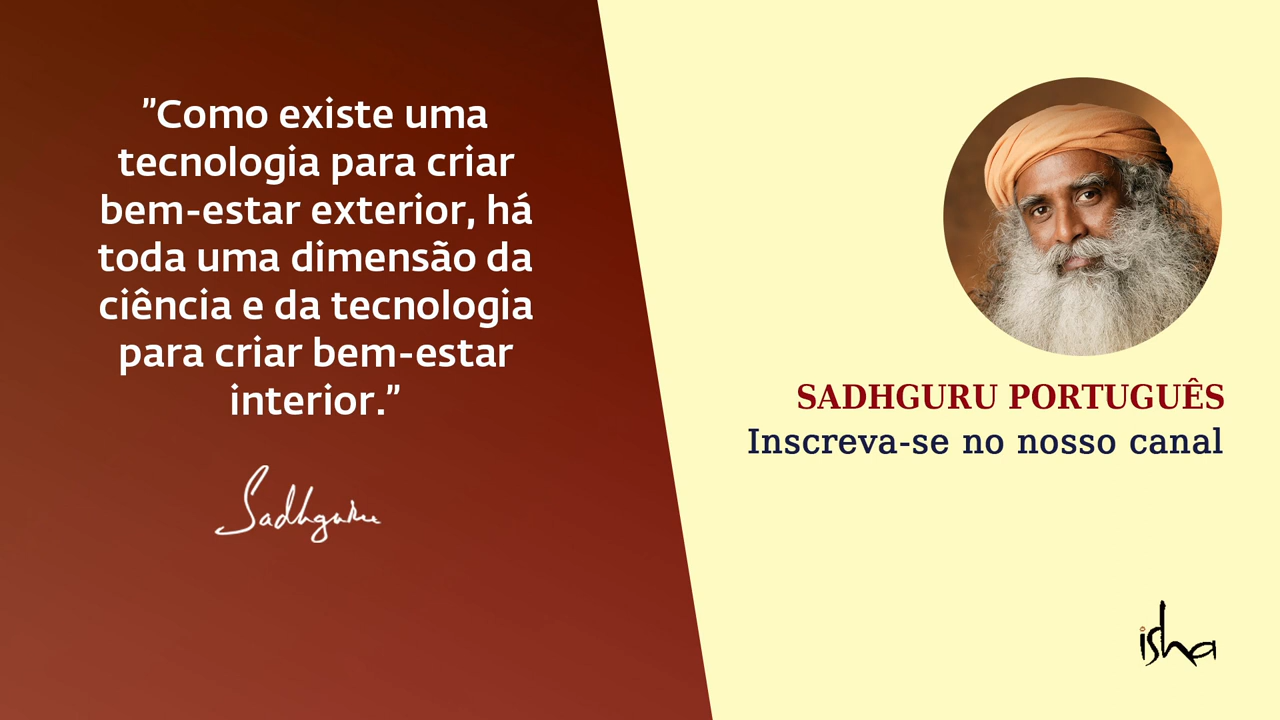 "Como existe uma
tecnologia para criar
bem-estar exterior, há
toda uma dimensão da
ciência e da tecnologia
para criar bem-estar
interior."
Sadhguru
SADHGURU PORTUGUÊS
Inscreva-se no nosso canal
isha